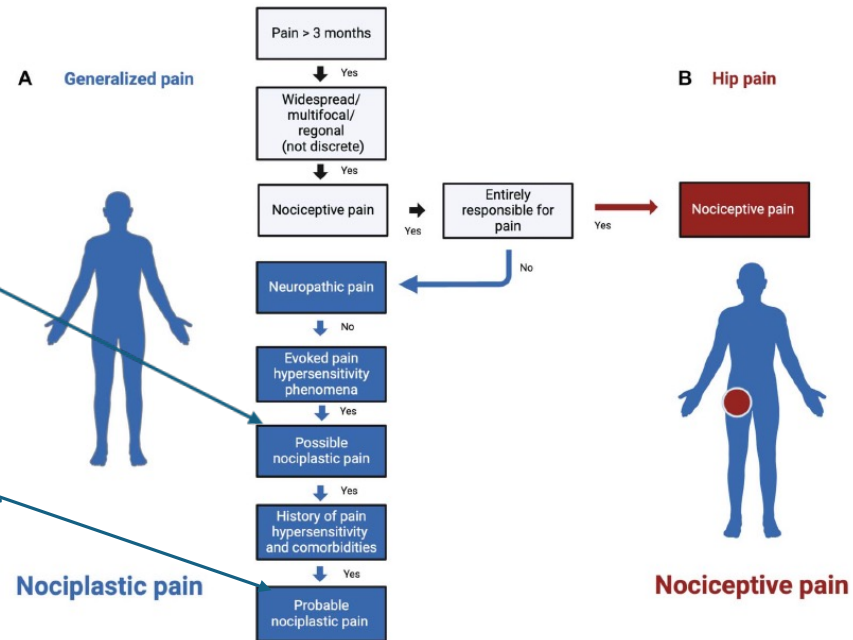 Pain > 3 months
A
Generalized pain
Yes
B
Hip pain
Widespread/
multifocal/
regonal
(not discrete)
Yes
Nociceptive pain
Yes
Entirely
responsible for
pain
Yes
Nociceptive pain
No
Neuropathic pain
No
Evoked pain
hypersensitivity
phenomena
Yes
Possible
nociplastic pain
Yes
History of pain
hypersensitivity
and comorbidities
Yes
Probable
nociplastic pain
Nociplastic pain
Nociceptive pain